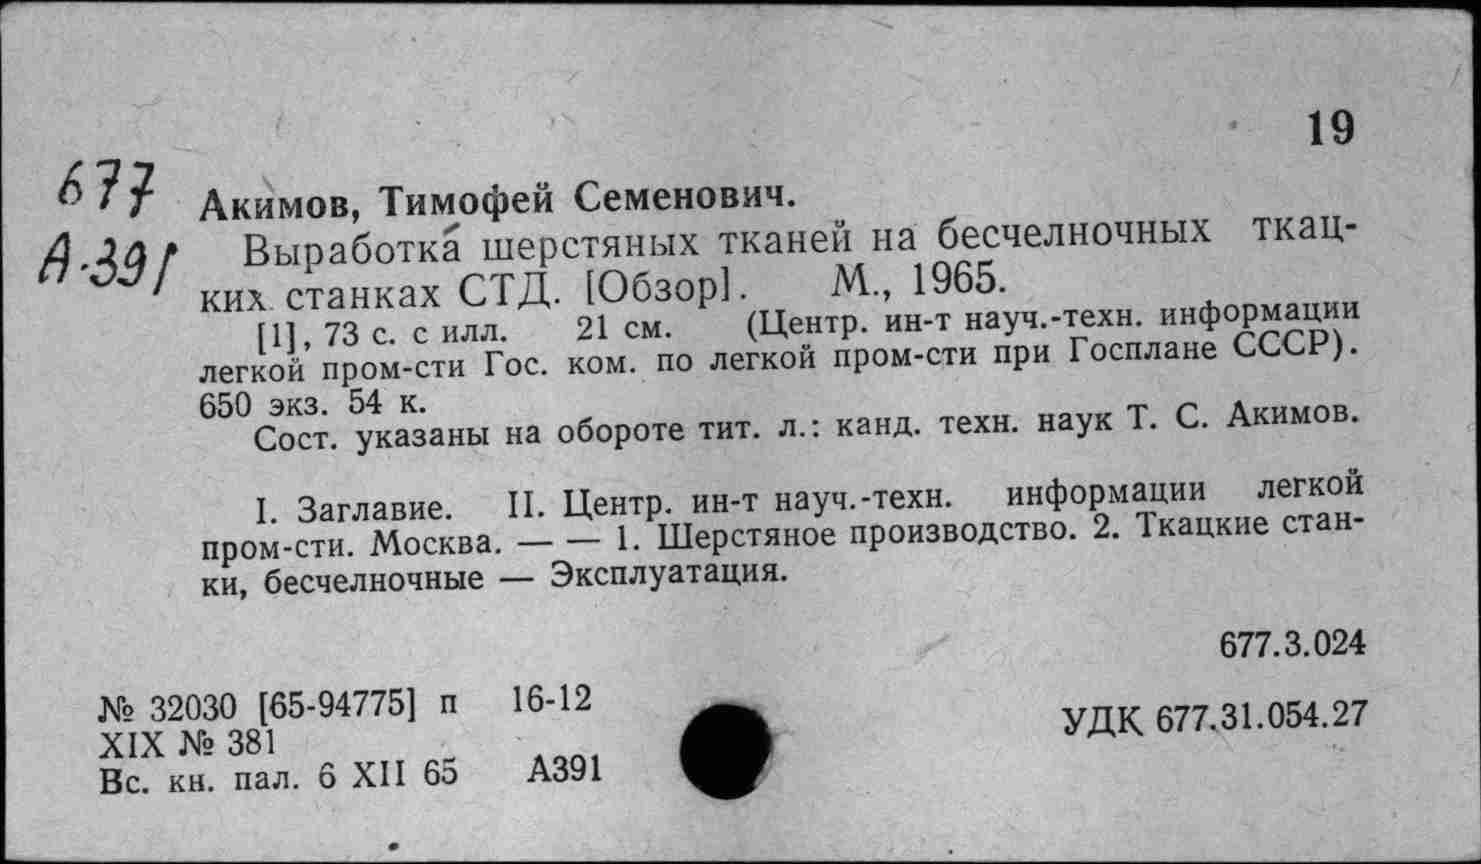 19
677
А-391
Акимов, Тимофей Семенович.
Выработка шерстяных тканей на бесчелночных ткац-
ких станках СТД. [Обзор]. М., 1965.
[1], 73 с. с илл. 21 см. (Центр. ин-т науч.-техн. информации
легкой пром-сти Гос. ком. по легкой пром-сти при Госплане СССР).
650 экз. 54 к.
Сост. указаны на обороте тит. л.: канд. техн. наук Т. С. Акимов.
I. Заглавие. II. Центр. ин-т науч.-техн. информации легкой
пром-сти. Москва. — — 1. Шерстяное производство. 2. Ткацкие стан-
ки, бесчелночные — Эксплуатация.
677.3.024
№ 32030 [65-94775] п 16-12
УДК 677.31.054.27
XIX № 381
Вс. кн. пал. 6 XII 65 А391